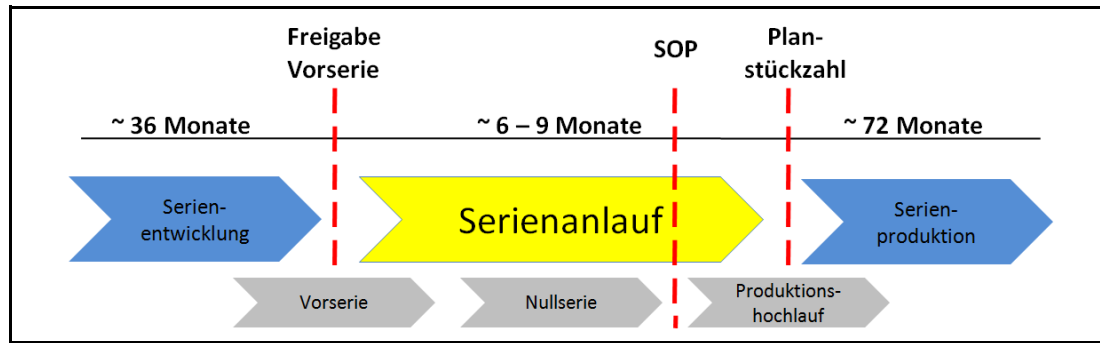 Freigabe
Vorserie
SOP
Plan-
stückzahl
~ 36 Monate
~ 6 – 9 Monate
~ 72 Monate
Serien-
entwicklung
Serienanlauf
Serien-
produktion
Vorserie
Nullserie
Produktions-
hochlauf